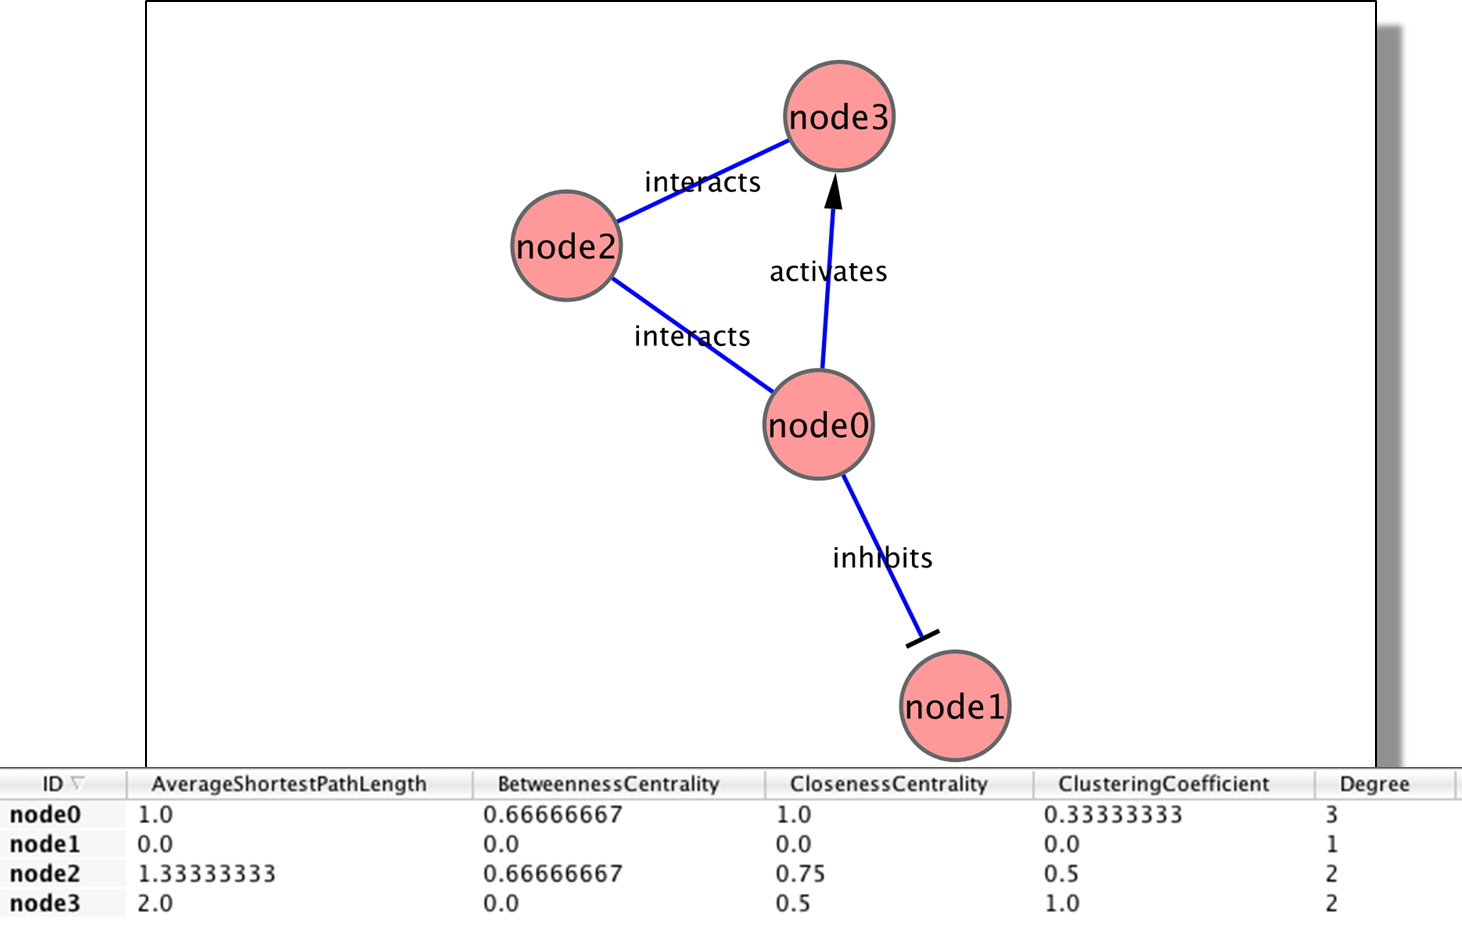 node3
interacts
node2
activates
interacts
node0
inhibits
node1
ID AverageShortestPathLength BetweennessCentrality ClosenessCentrality ClusteringCoefficient Degree
node0 1.0 0.66666667 1.0 0.33333333 3
node1 0.0 0.0 0.0 0.0 1
node2 1.33333333 0.66666667 0.75 0.5 2
node3 2.0 0.0 0.5 1.0 2